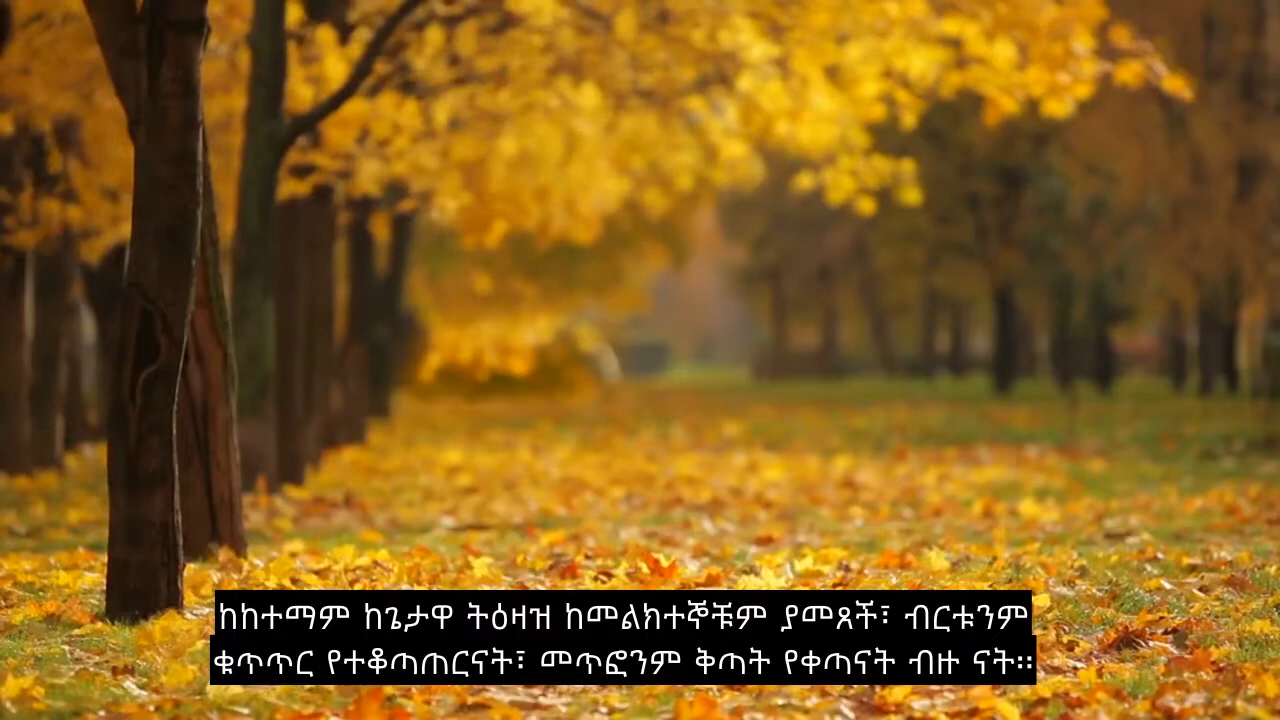 ከከተማም ከጌታዋ ትዕዛዝ ከመልክተኞቹም ያመጸች፣ ብርቱንም
ቁጥጥር የተቆጣጠርናት፣ መጥፎንም ቅጣት የቀጣናት ብዙ ናት፡፡